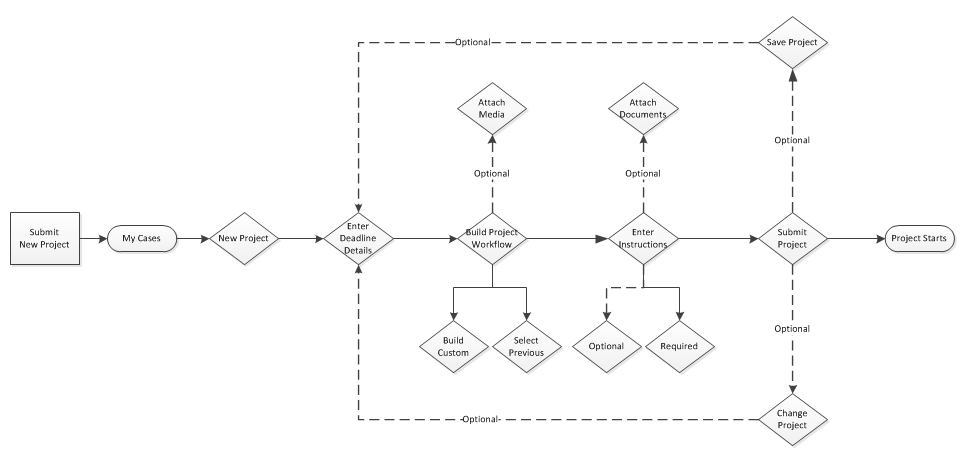 Save Project
Optional
Attach
Media
Attach
Documents
Optional
Optional
Optional
Submit
New Project
My Cases
New Project
Enter
Deadline
Details
Build Project
Workflow
Enter
Instructions
Submit
Project
Project Starts
Optional
Build
Custom
Select
Previous
Optional
Required
Optional
Change
Project